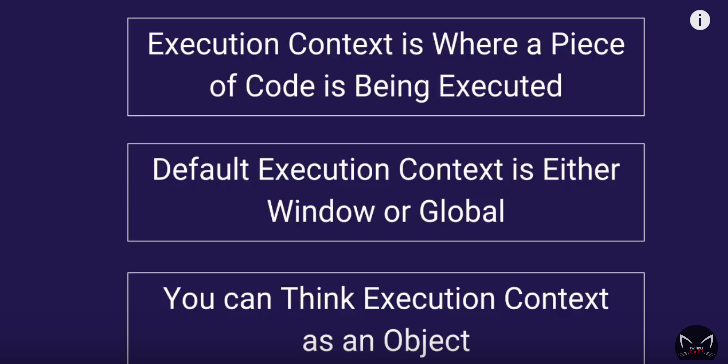 Execution Context is Where a Piece
of Code is Being Executed
Default Execution Context is Either
Window or Global
You can Think Execution Context
as an Object